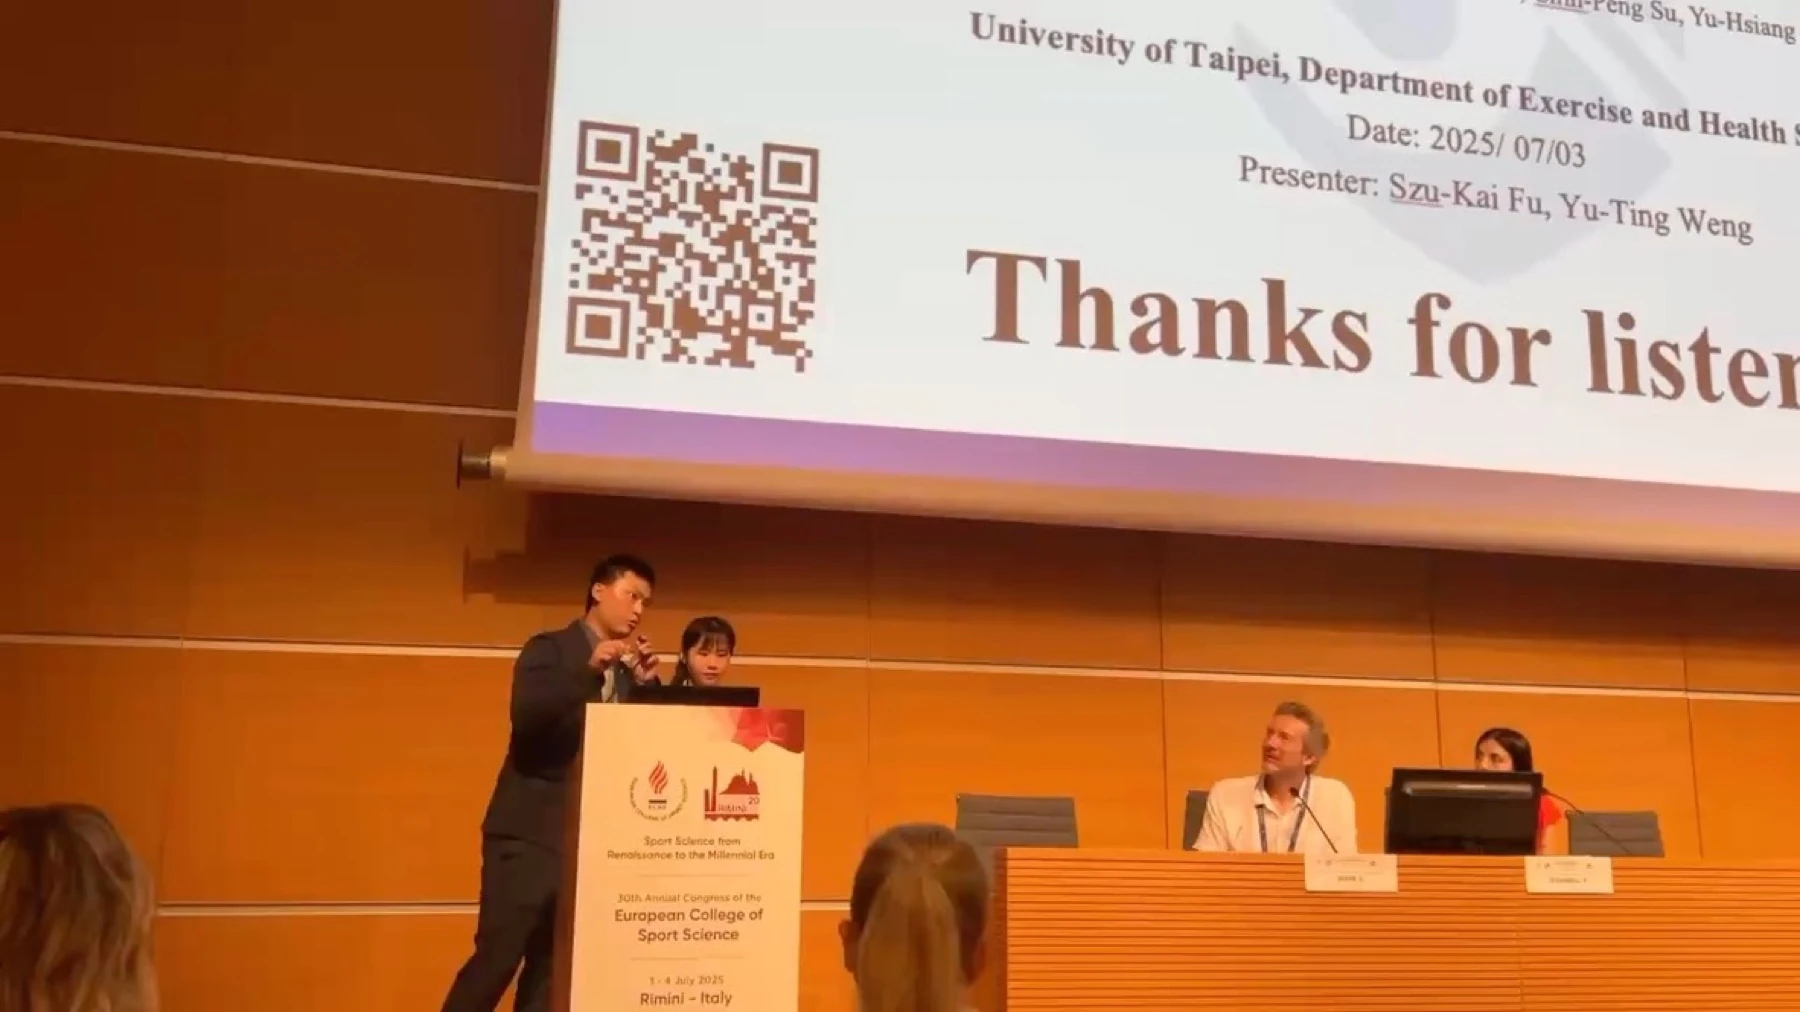 -Peng Su, Yu-Hsiang
University of Taipei, Department of Exercise and Health S
Date: 2025/ 07/03
Presenter: Szu-Kai Fu, Yu-Ting Weng
Thanks for listen
Sport Science from
Renaissance to the Millennial Era
30th Annual Congress of the
European College of
Sport Science
1 - 4 July 2025
Rimini - Italy